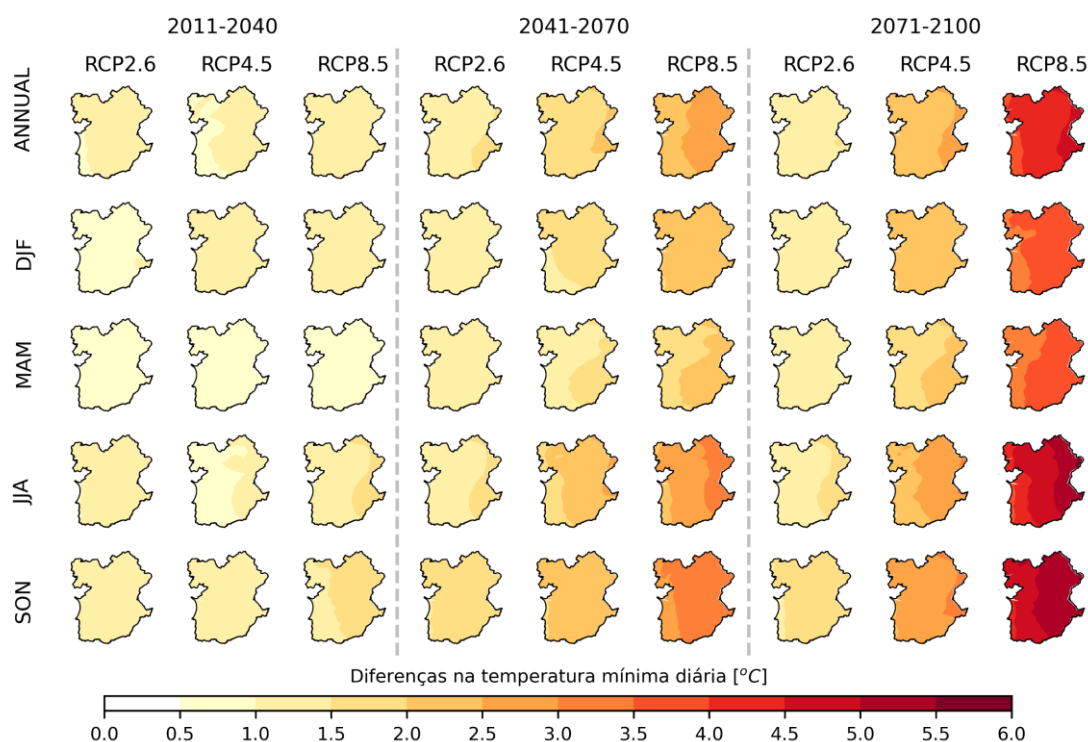 2011-2040 2041-2070 2071-2100
RCP2.6 RCP4.5 RCP8.5 RCP2.6 RCP4.5 RCP8.5 RCP2.6 RCP4.5 RCP8.5
ANNUAL
DJF
MAM
JJA
SON
Diferenças na temperatura mínima diária [°C]
0.0 0.5 1.0 1.5 2.0 2.5 3.0 3.5 4.0 4.5 5.0 5.5 6.0